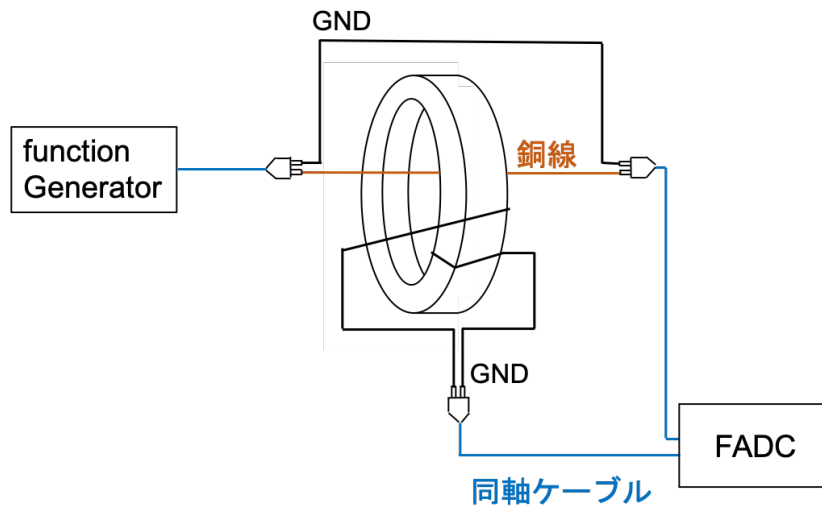 GND
function
Generator
銅線
GND
FADC
同軸ケーブル